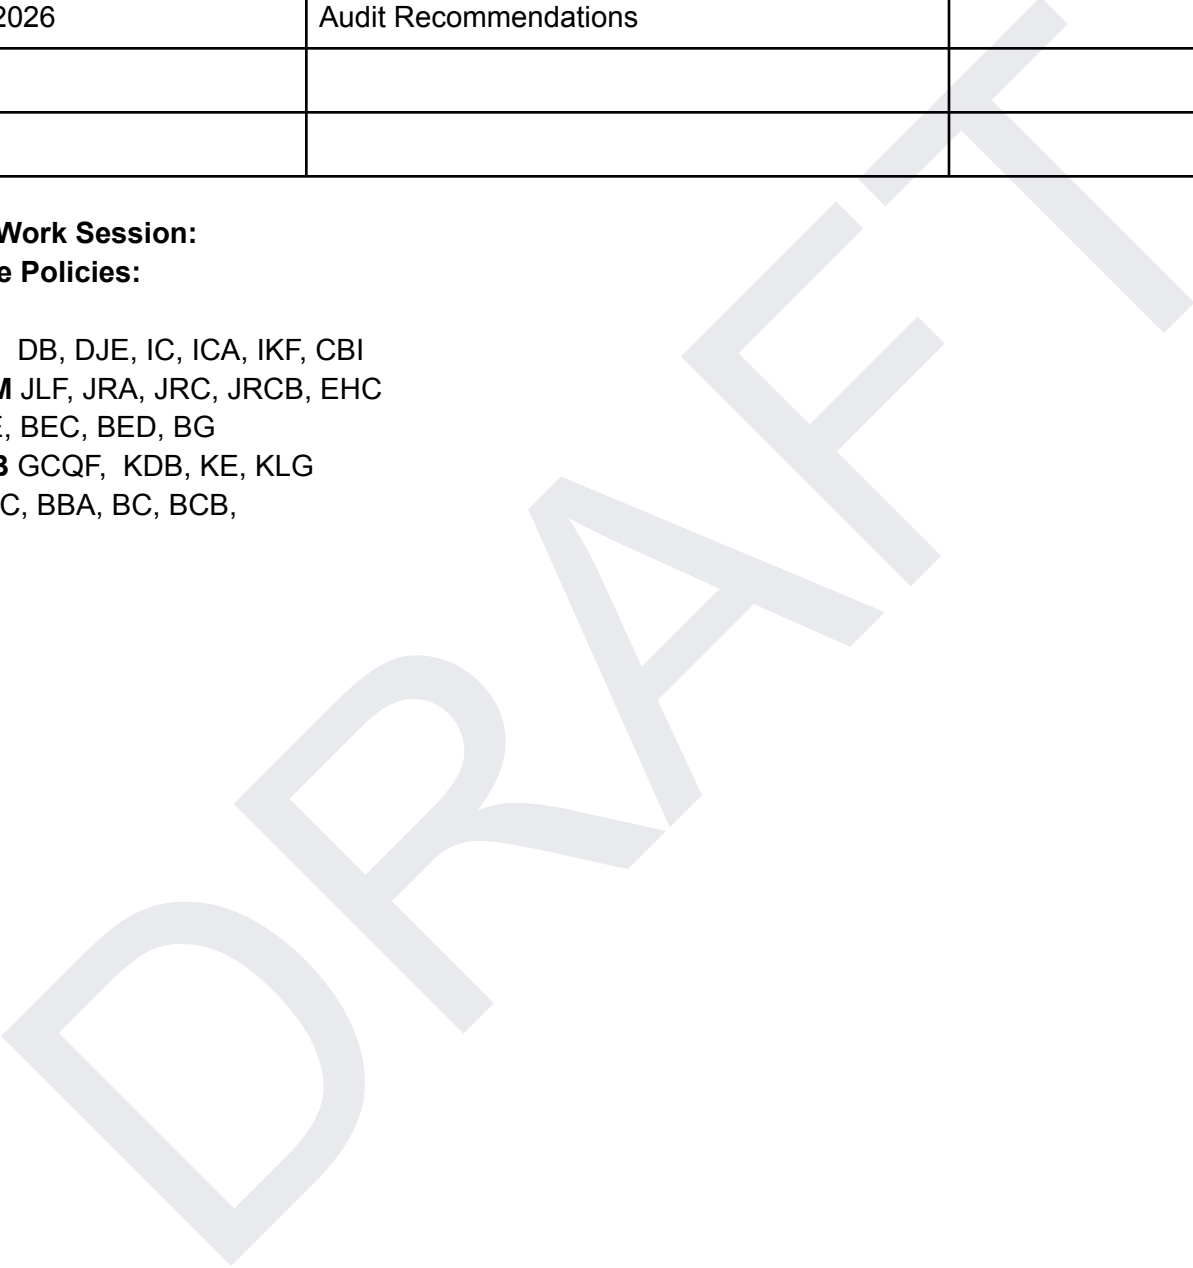 2026 Audit Recommendations
Work Session:
e Policies:
DB, DJE, IC, ICA, IKF, CBI
M JLF, JRA, JRC, JRCB, EHC
E, BEC, BED, BG
B GCQF, KDB, KE, KLG
C, BBA, BC, BCB,
DRAFT